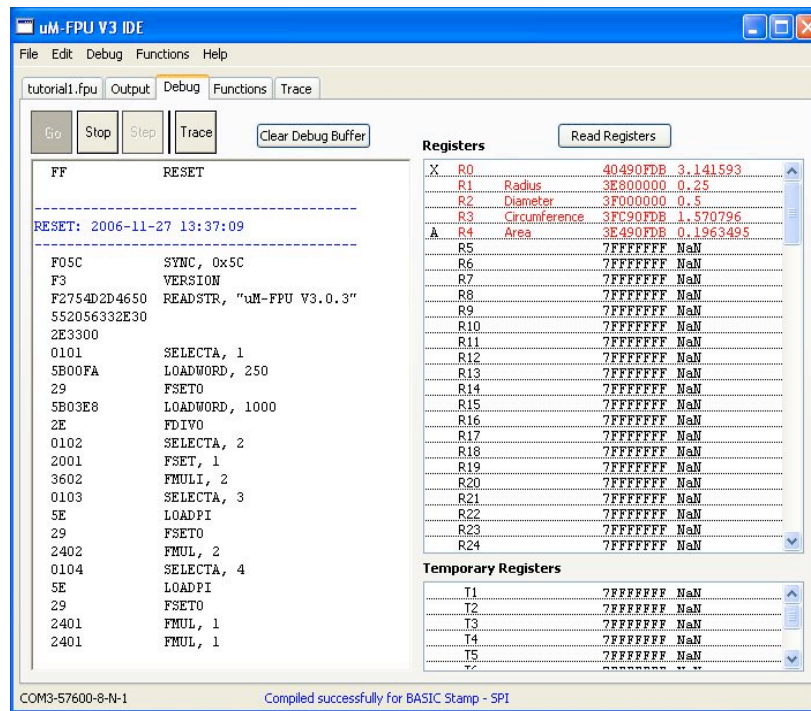 uM-FPU V3 IDE
File Edit Debug Functions Help
tutorial1.fpu Output Debug Functions Trace
Go Stop Step Trace Clear Debug Buffer
FF RESET
RESET: 2006-11-27 13:37:09
F05C SYNC, 0x5C
F3 VERSION
F2754D2D4650 READSTR, "uM-FPU V3.0.3"
552056332E30
2E3300
0101 SELECTA, 1
5B00FA LOADWORD, 250
29 FSET0
5B03E8 LOADWORD, 1000
2E FDIV0
0102 SELECTA, 2
2001 FSET, 1
3602 FMULI, 2
0103 SELECTA, 3
5E LOADPI
29 FSET0
2402 FMUL, 2
0104 SELECTA, 4
5E LOADPI
29 FSET0
2401 FMUL, 1
2401 FMUL, 1
Registers Read Registers
X R0 40490FDB 3.141593
R1 Radius 3E800000 0.25
R2 Diameter 3F000000 0.5
R3 Circumference 3FC90FDB 1.570796
A R4 Area 3E490FDB 0.1963495
R5 7FFFFFFF NaN
R6 7FFFFFFF NaN
R7 7FFFFFFF NaN
R8 7FFFFFFF NaN
R9 7FFFFFFF NaN
R10 7FFFFFFF NaN
R11 7FFFFFFF NaN
R12 7FFFFFFF NaN
R13 7FFFFFFF NaN
R14 7FFFFFFF NaN
R15 7FFFFFFF NaN
R16 7FFFFFFF NaN
R17 7FFFFFFF NaN
R18 7FFFFFFF NaN
R19 7FFFFFFF NaN
R20 7FFFFFFF NaN
R21 7FFFFFFF NaN
R22 7FFFFFFF NaN
R23 7FFFFFFF NaN
R24 7FFFFFFF NaN
Temporary Registers
T1 7FFFFFFF NaN
T2 7FFFFFFF NaN
T3 7FFFFFFF NaN
T4 7FFFFFFF NaN
T5 7FFFFFFF NaN
COM3-57600-8-N-1 Compiled successfully for BASIC Stamp - SPI